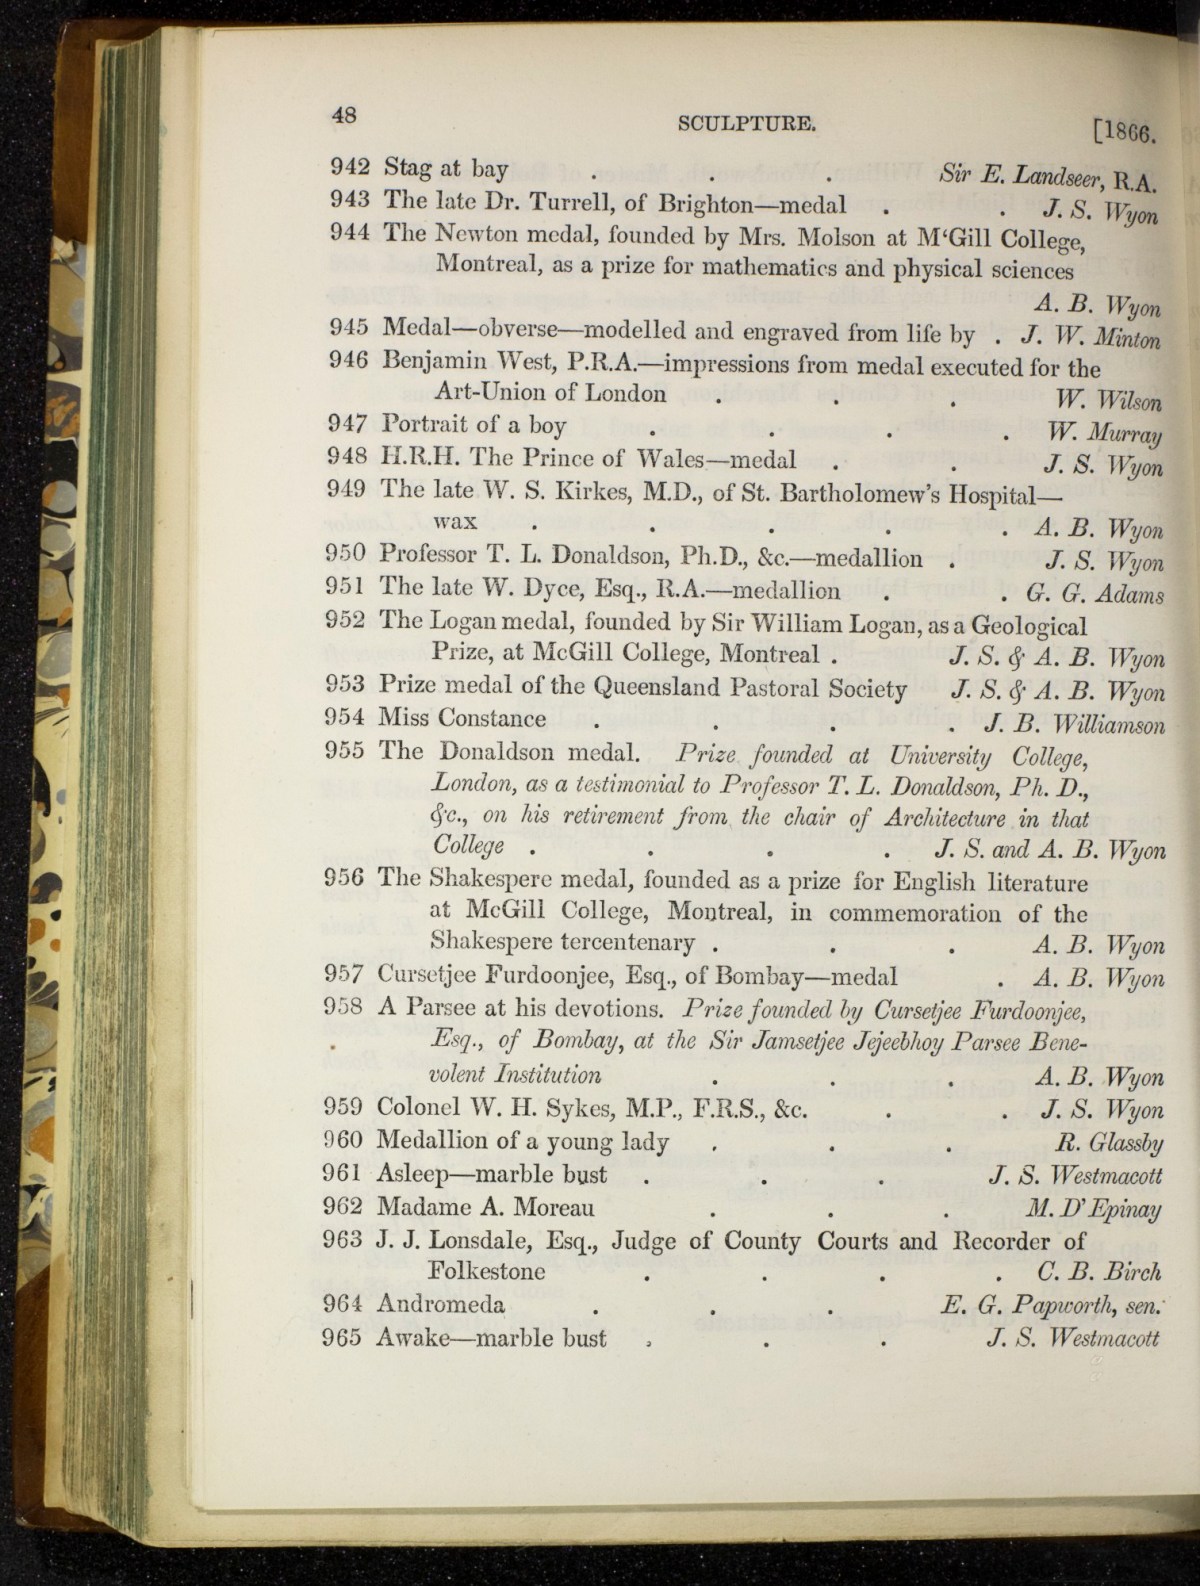 48 SCULPTURE. [1866.
942 Stag at bay . . . Sir E. Landseer, R.A.
943 The late Dr. Turrell, of Brighton—medal . . J. S. Wyon
944 The Newton medal, founded by Mrs. Molson at M‘Gill College,
Montreal, as a prize for mathematics and physical sciences
A. B. Wyon
945 Medal—obverse—modelled and engraved from life by . J. W. Minton
946 Benjamin West, P.R.A.—impressions from medal executed for the
Art-Union of London . . . W. Wilson
947 Portrait of a boy . . . . W. Murray
948 H.R.H. The Prince of Wales—medal . . J. S. Wyon
949 The late W. S. Kirkes, M.D., of St. Bartholomew’s Hospital—
wax . . . . . A. B. Wyon
950 Professor T. L. Donaldson, Ph.D., &c.—medallion . J. S. Wyon
951 The late W. Dyce, Esq., R.A.—medallion . . G. G. Adams
952 The Logan medal, founded by Sir William Logan, as a Geological
Prize, at McGill College, Montreal . J. S. & A. B. Wyon
953 Prize medal of the Queensland Pastoral Society J. S. & A. B. Wyon
954 Miss Constance . . . . J. B. Williamson
955 The Donaldson medal. Prize founded at University College,
London, as a testimonial to Professor T. L. Donaldson, Ph. D.,
&c., on his retirement from the chair of Architecture in that
College . . . . J. S. and A. B. Wyon
956 The Shakespere medal, founded as a prize for English literature
at McGill College, Montreal, in commemoration of the
Shakespere tercentenary . . . A. B. Wyon
957 Cursetjee Furdoonjee, Esq., of Bombay—medal . A. B. Wyon
958 A Parsee at his devotions. Prize founded by Cursetjee Furdoonjee,
Esq., of Bombay, at the Sir Jamsetjee Jejeebhoy Parsee Bene-
volent Institution . . . A. B. Wyon
959 Colonel W. H. Sykes, M.P., F.R.S., &c. . . J. S. Wyon
960 Medallion of a young lady . . . R. Glassby
961 Asleep—marble bust . . . J. S. Westmacott
962 Madame A. Moreau . . . M. D’Epinay
963 J. J. Lonsdale, Esq., Judge of County Courts and Recorder of
Folkestone . . . . C. B. Birch
964 Andromeda . . . E. G. Papworth, sen.
965 Awake—marble bust . . . J. S. Westmacott